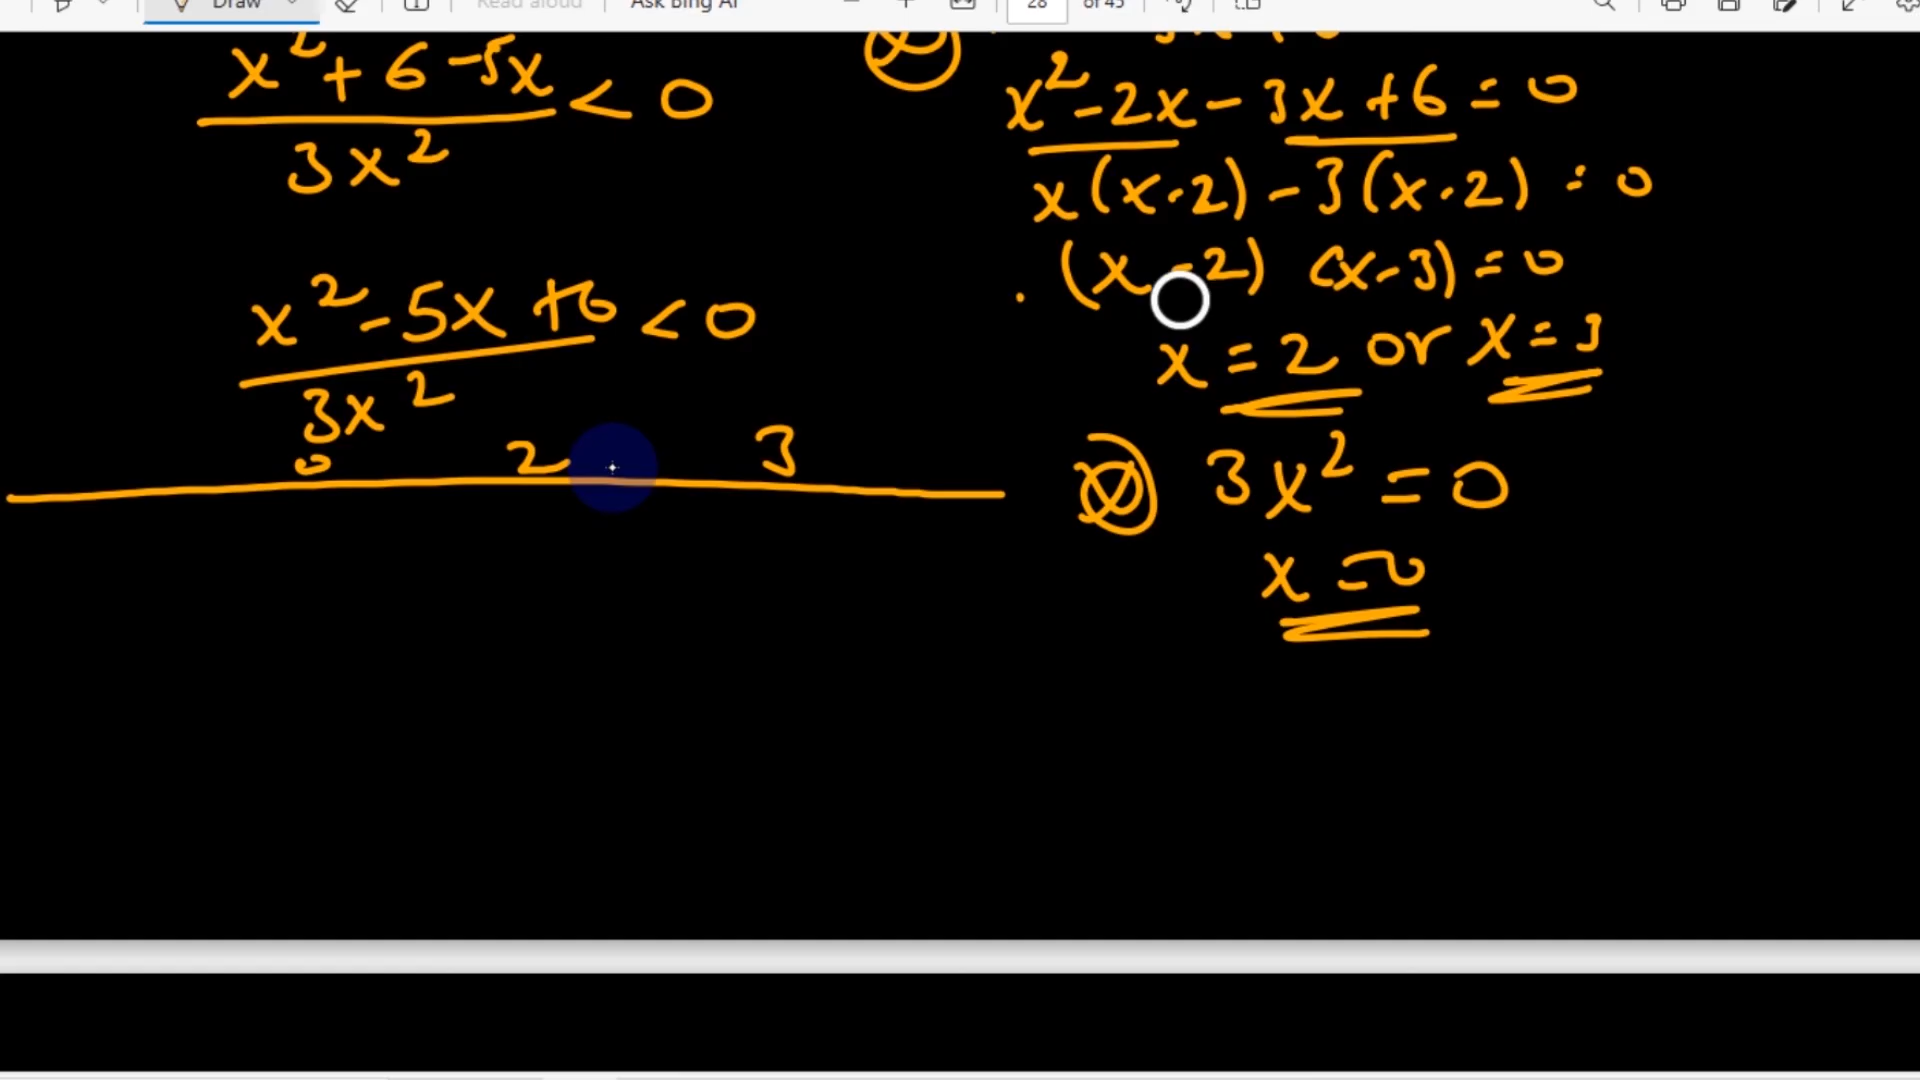 Draw Read aloud Ask Bing AI 28 of 45
x² + 6 - 5x < 0
3x²
x² - 5x + 6 < 0
3x²
0 2 3
x² - 2x - 3x + 6 = 0
x(x - 2) - 3(x - 2) = 0
(x - 2) (x - 3) = 0
x = 2 or x = 3
3x² = 0
x = 0